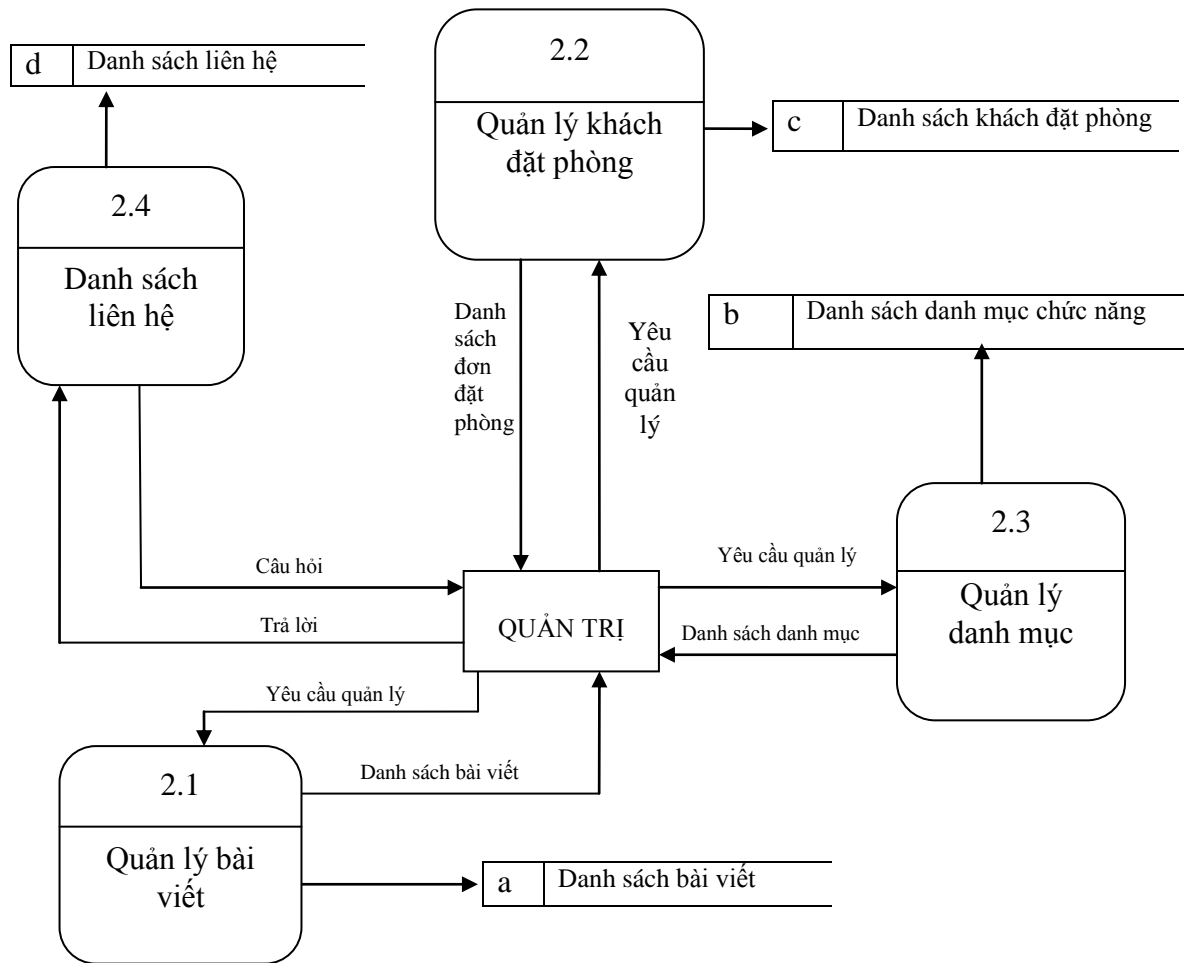 d Danh sách liên hệ
2.2
Quản lý khách
đặt phòng
c Danh sách khách đặt phòng
2.4
Danh sách
liên hệ
Danh
sách
đơn
đặt
phòng
Yêu
cầu
quản
lý
b Danh sách danh mục chức năng
2.3
Quản lý
danh mục
Câu hỏi
Trả lời
QUẢN TRỊ
Yêu cầu quản lý
Danh sách danh mục
Yêu cầu quản lý
2.1
Quản lý bài
viết
Danh sách bài viết
a Danh sách bài viết